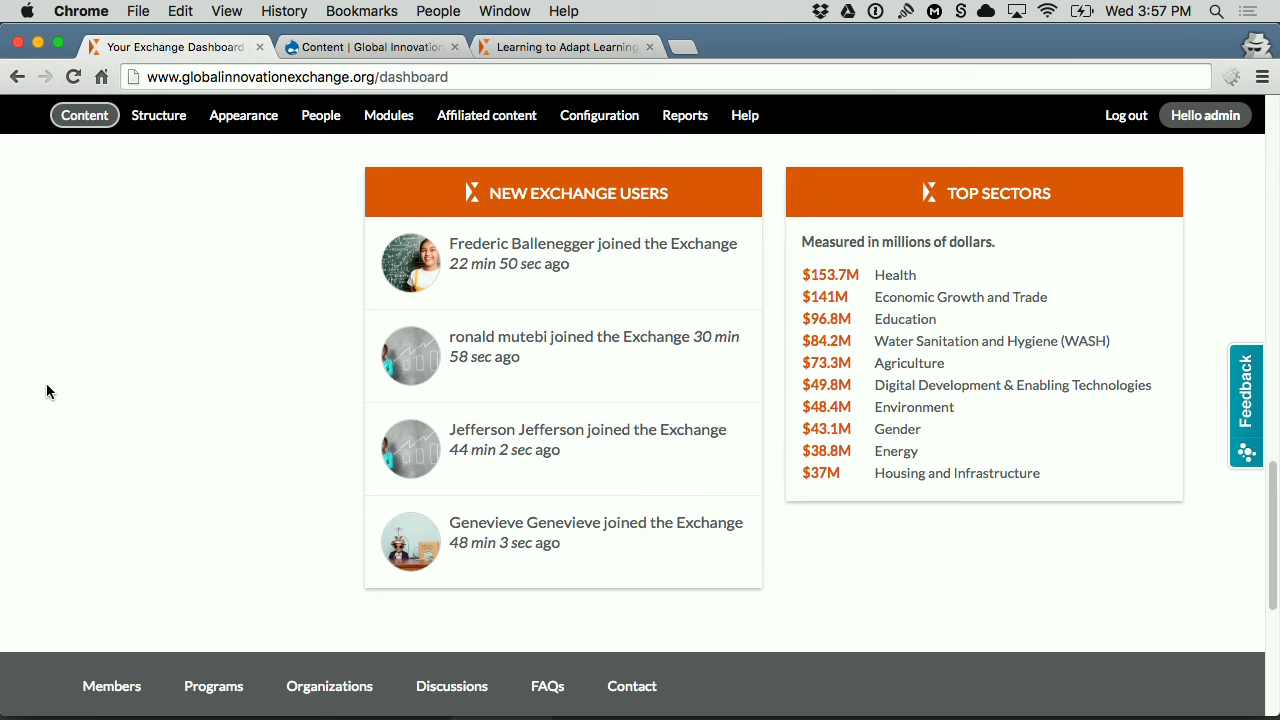 Chrome File Edit View History Bookmarks People Window Help Wed 3:57 PM
Your Exchange Dashboard Content | Global Innovation Learning to Adapt Learning
www.globalinnovationexchange.org/dashboard
Content Structure Appearance People Modules Affiliated content Configuration Reports Help Log out Hello admin
NEW EXCHANGE USERS
Frederic Ballenegger joined the Exchange
22 min 50 sec ago
ronald mutebi joined the Exchange 30 min
58 sec ago
Jefferson Jefferson joined the Exchange
44 min 2 sec ago
Genevieve Genevieve joined the Exchange
48 min 3 sec ago
TOP SECTORS
Measured in millions of dollars.
$153.7M Health
$141M Economic Growth and Trade
$96.8M Education
$84.2M Water Sanitation and Hygiene (WASH)
$73.3M Agriculture
$49.8M Digital Development & Enabling Technologies
$48.4M Environment
$43.1M Gender
$38.8M Energy
$37M Housing and Infrastructure
Feedback
Members Programs Organizations Discussions FAQs Contact